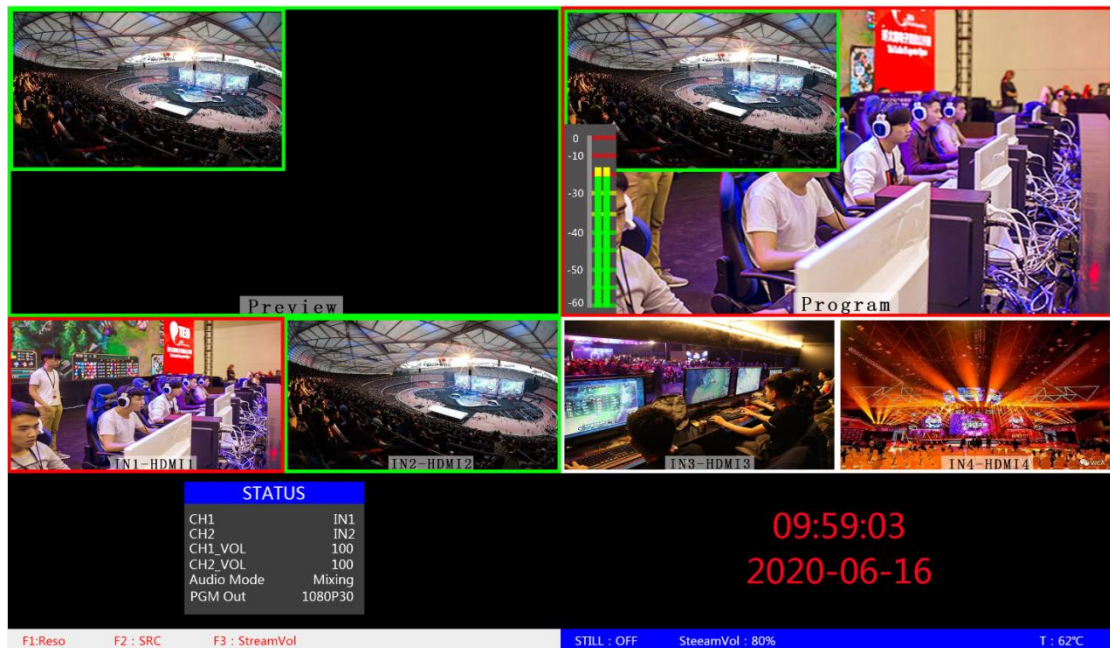 0
-10
-30
-40
-50
-60
Preview
Program
IN1-HDMI1
IN2-HDMI2
IN3-HDMI3
IN4-HDMI4
STATUS
CH1 IN1
CH2 IN2
CH1_VOL 100
CH2_VOL 100
Audio Mode Mixing
PGM Out 1080P30
09:59:03
2020-06-16
F1:Reso F2 : SRC F3 : StreamVol
STILL : OFF SteeamVol : 80% T : 62℃